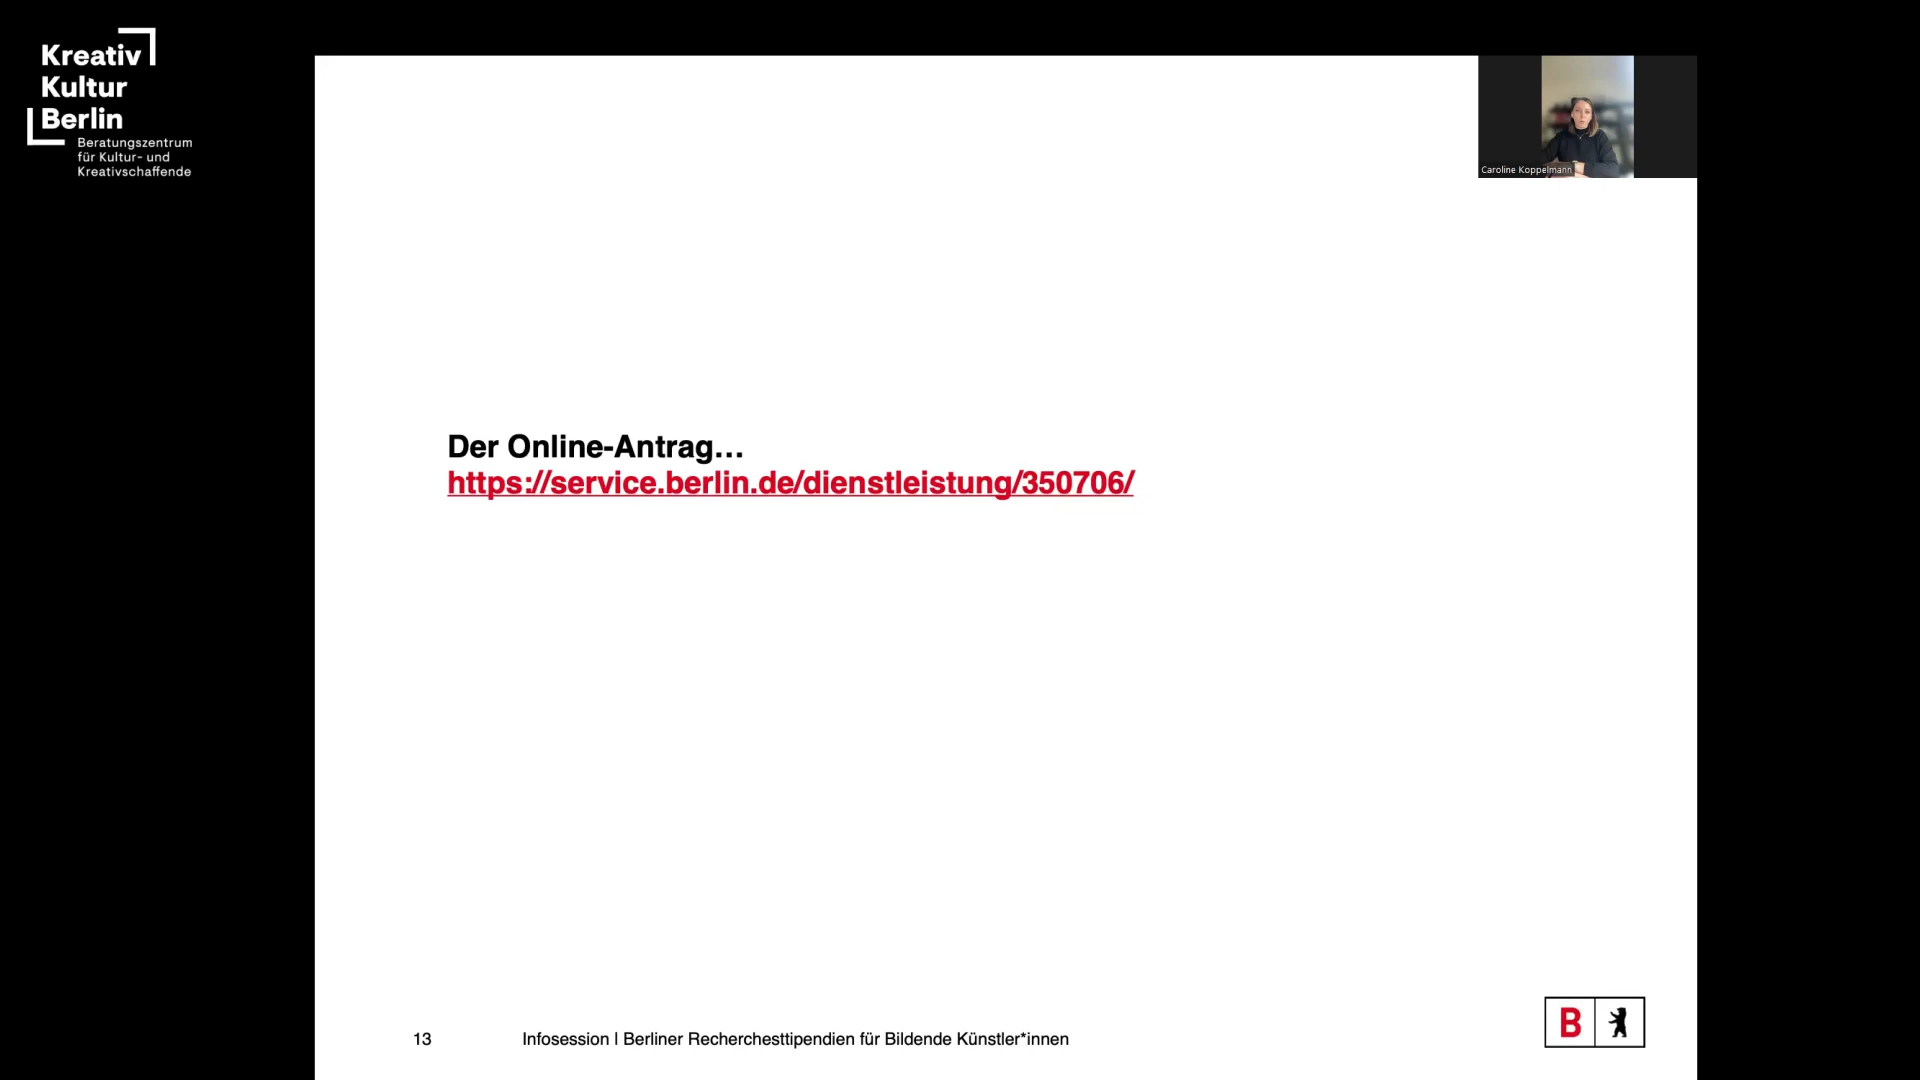 Kreativ
Kultur
Berlin
Beratungszentrum
für Kultur- und
Kreativschaffende
Caroline Koppelmann
Der Online-Antrag...
https://service.berlin.de/dienstleistung/350706/
13
Infosession | Berliner Recherchesttipendien für Bildende Künstler*innen
B